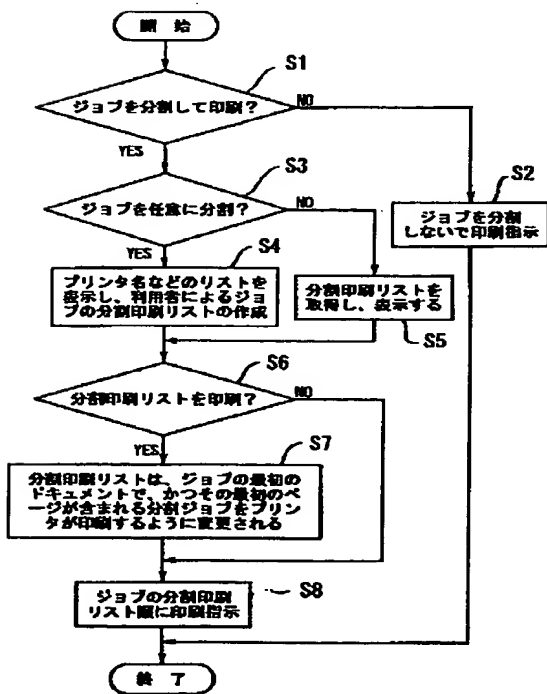 開始
S1
ジョブを分割して印刷?
NO
YES
S3
S2
ジョブを任意に分割?
NO
ジョブを分割
しないで印刷指示
YES
S4
プリンタ名などのリストを
表示し、利用者によるジョ
ブの分割印刷リストの作成
分割印刷リストを
取得し、表示する
S5
S6
分割印刷リストを印刷?
NO
YES
S7
分割印刷リストは、ジョブの最初の
ドキュメントで、かつその最初のペ
ージが含まれる分割ジョブをプリン
タが印刷するように変更される
ジョブの分割印刷
リスト順に印刷指示
S8
終了